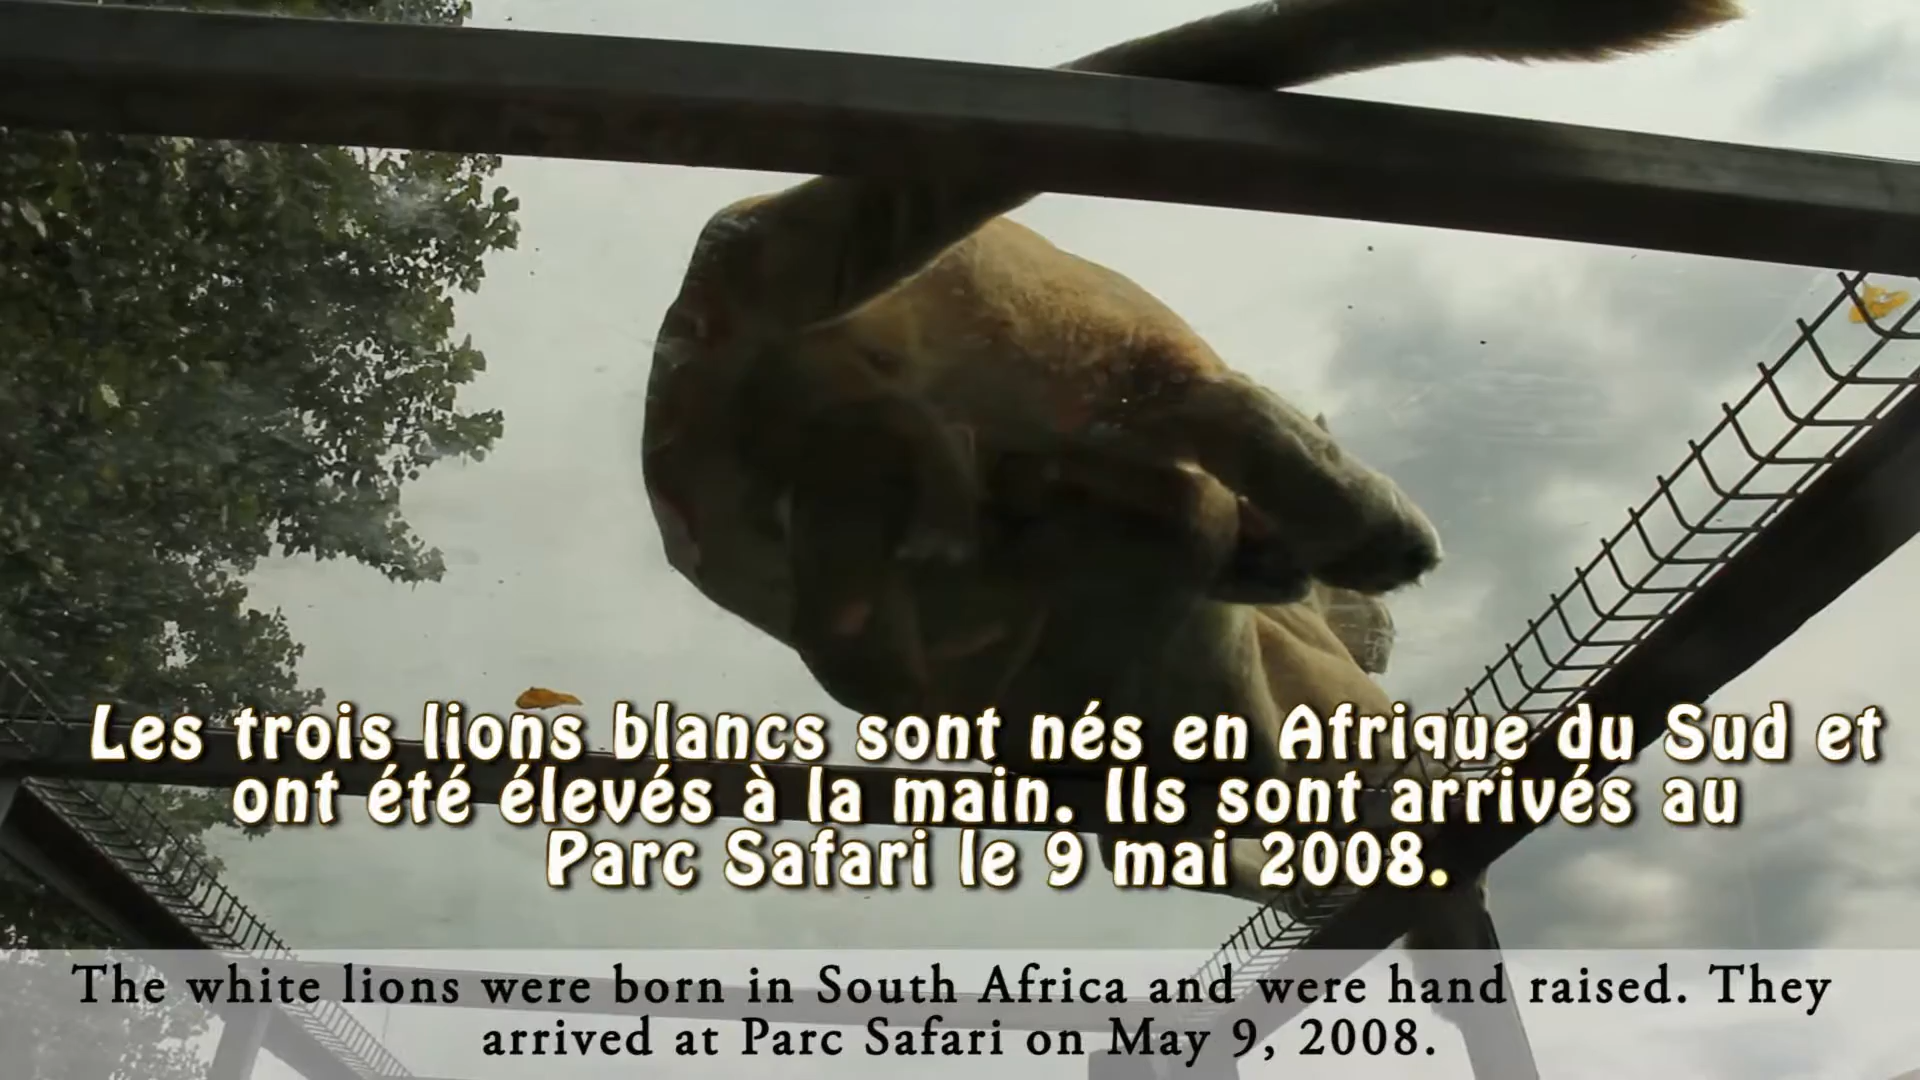 Les trois lions blancs sont nés en Afrique du Sud et
ont été élevés à la main. Ils sont arrivés au
Parc Safari le 9 mai 2008.
The white lions were born in South Africa and were hand raised. They
arrived at Parc Safari on May 9, 2008.